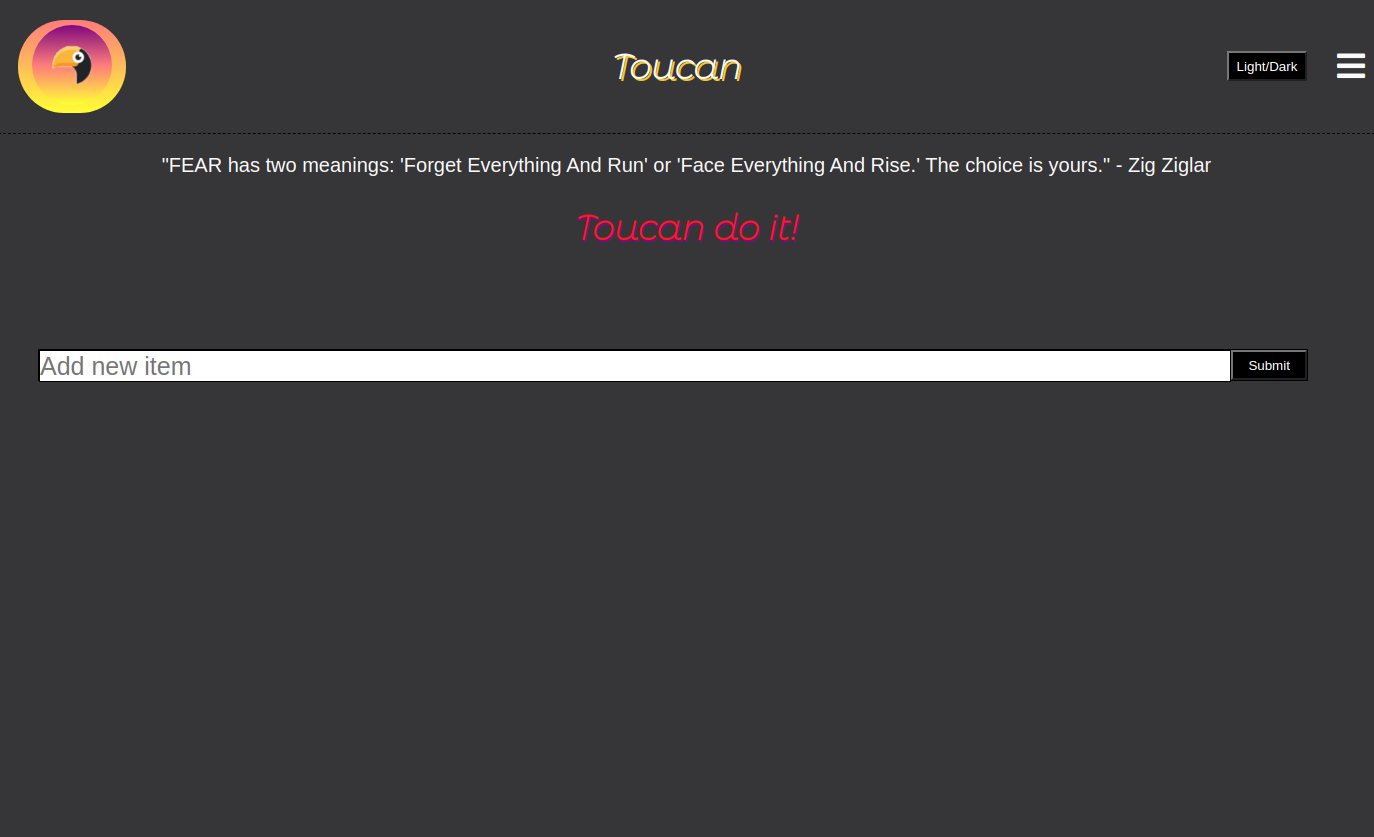 Toucan
Light/Dark
"FEAR has two meanings: 'Forget Everything And Run' or 'Face Everything And Rise.' The choice is yours." - Zig Ziglar
Toucan do it!
Add new item
Submit